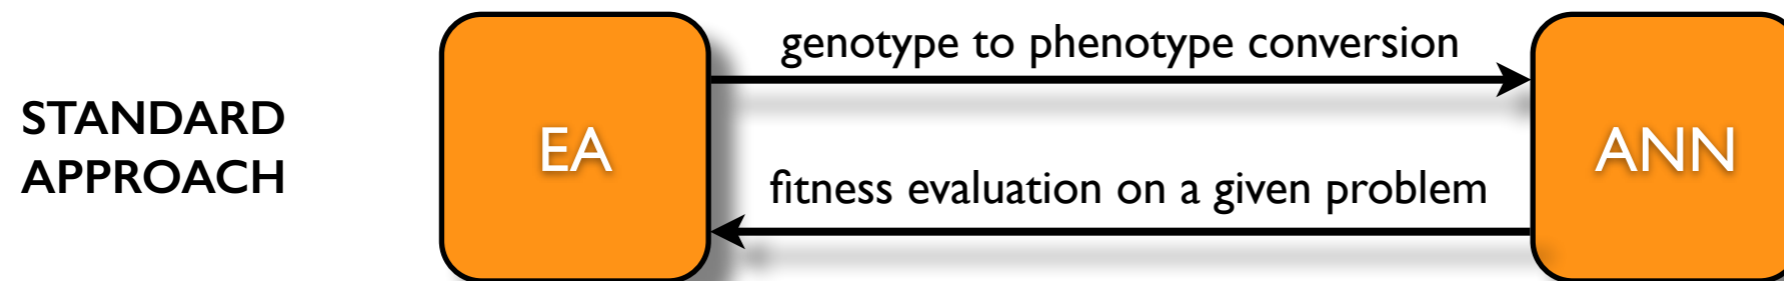 STANDARD
APPROACH
EA
genotype to phenotype conversion
fitness evaluation on a given problem
ANN